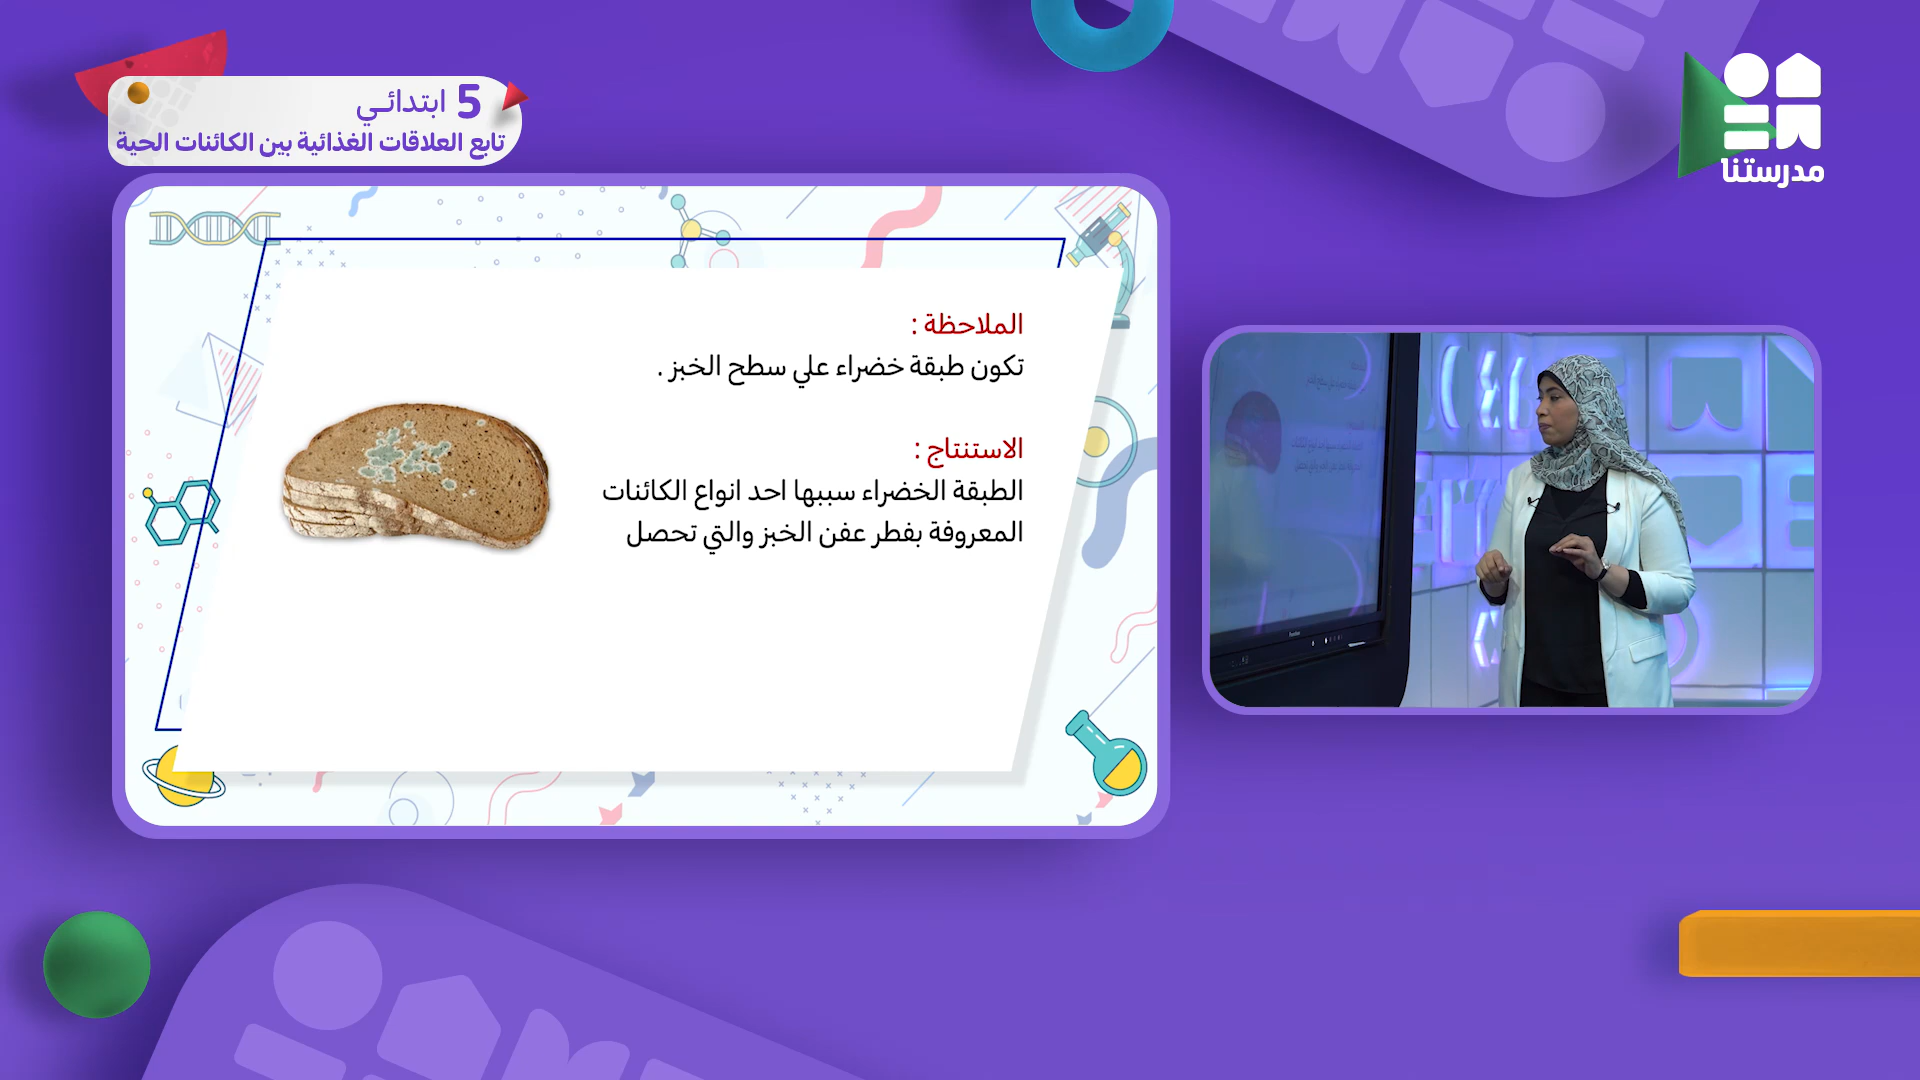 5 ابتدائي
تابع العلاقات الغذائية بين الكائنات الحية
مدرستنا
الملاحظة :
تكون طبقة خضراء علي سطح الخبز .
الاستنتاج :
الطبقة الخضراء سببها احد انواع الكائنات
المعروفة بفطر عفن الخبز والتي تحصل